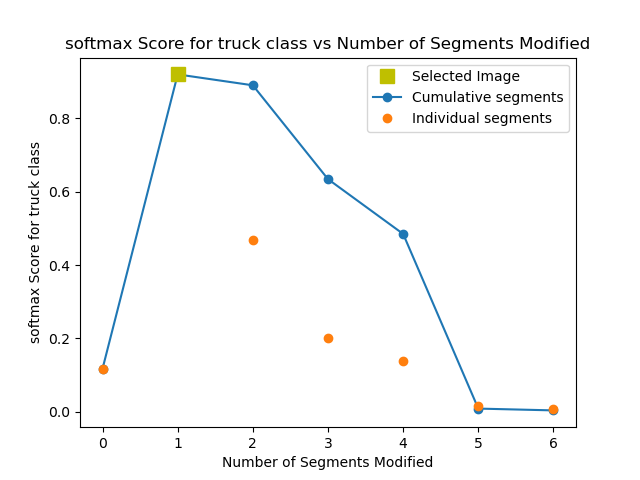 softmax Score for truck class vs Number of Segments Modified
Selected Image
Cumulative segments
Individual segments
softmax Score for truck class
0.8
0.6
0.4
0.2
0.0
0 1 2 3 4 5 6
Number of Segments Modified